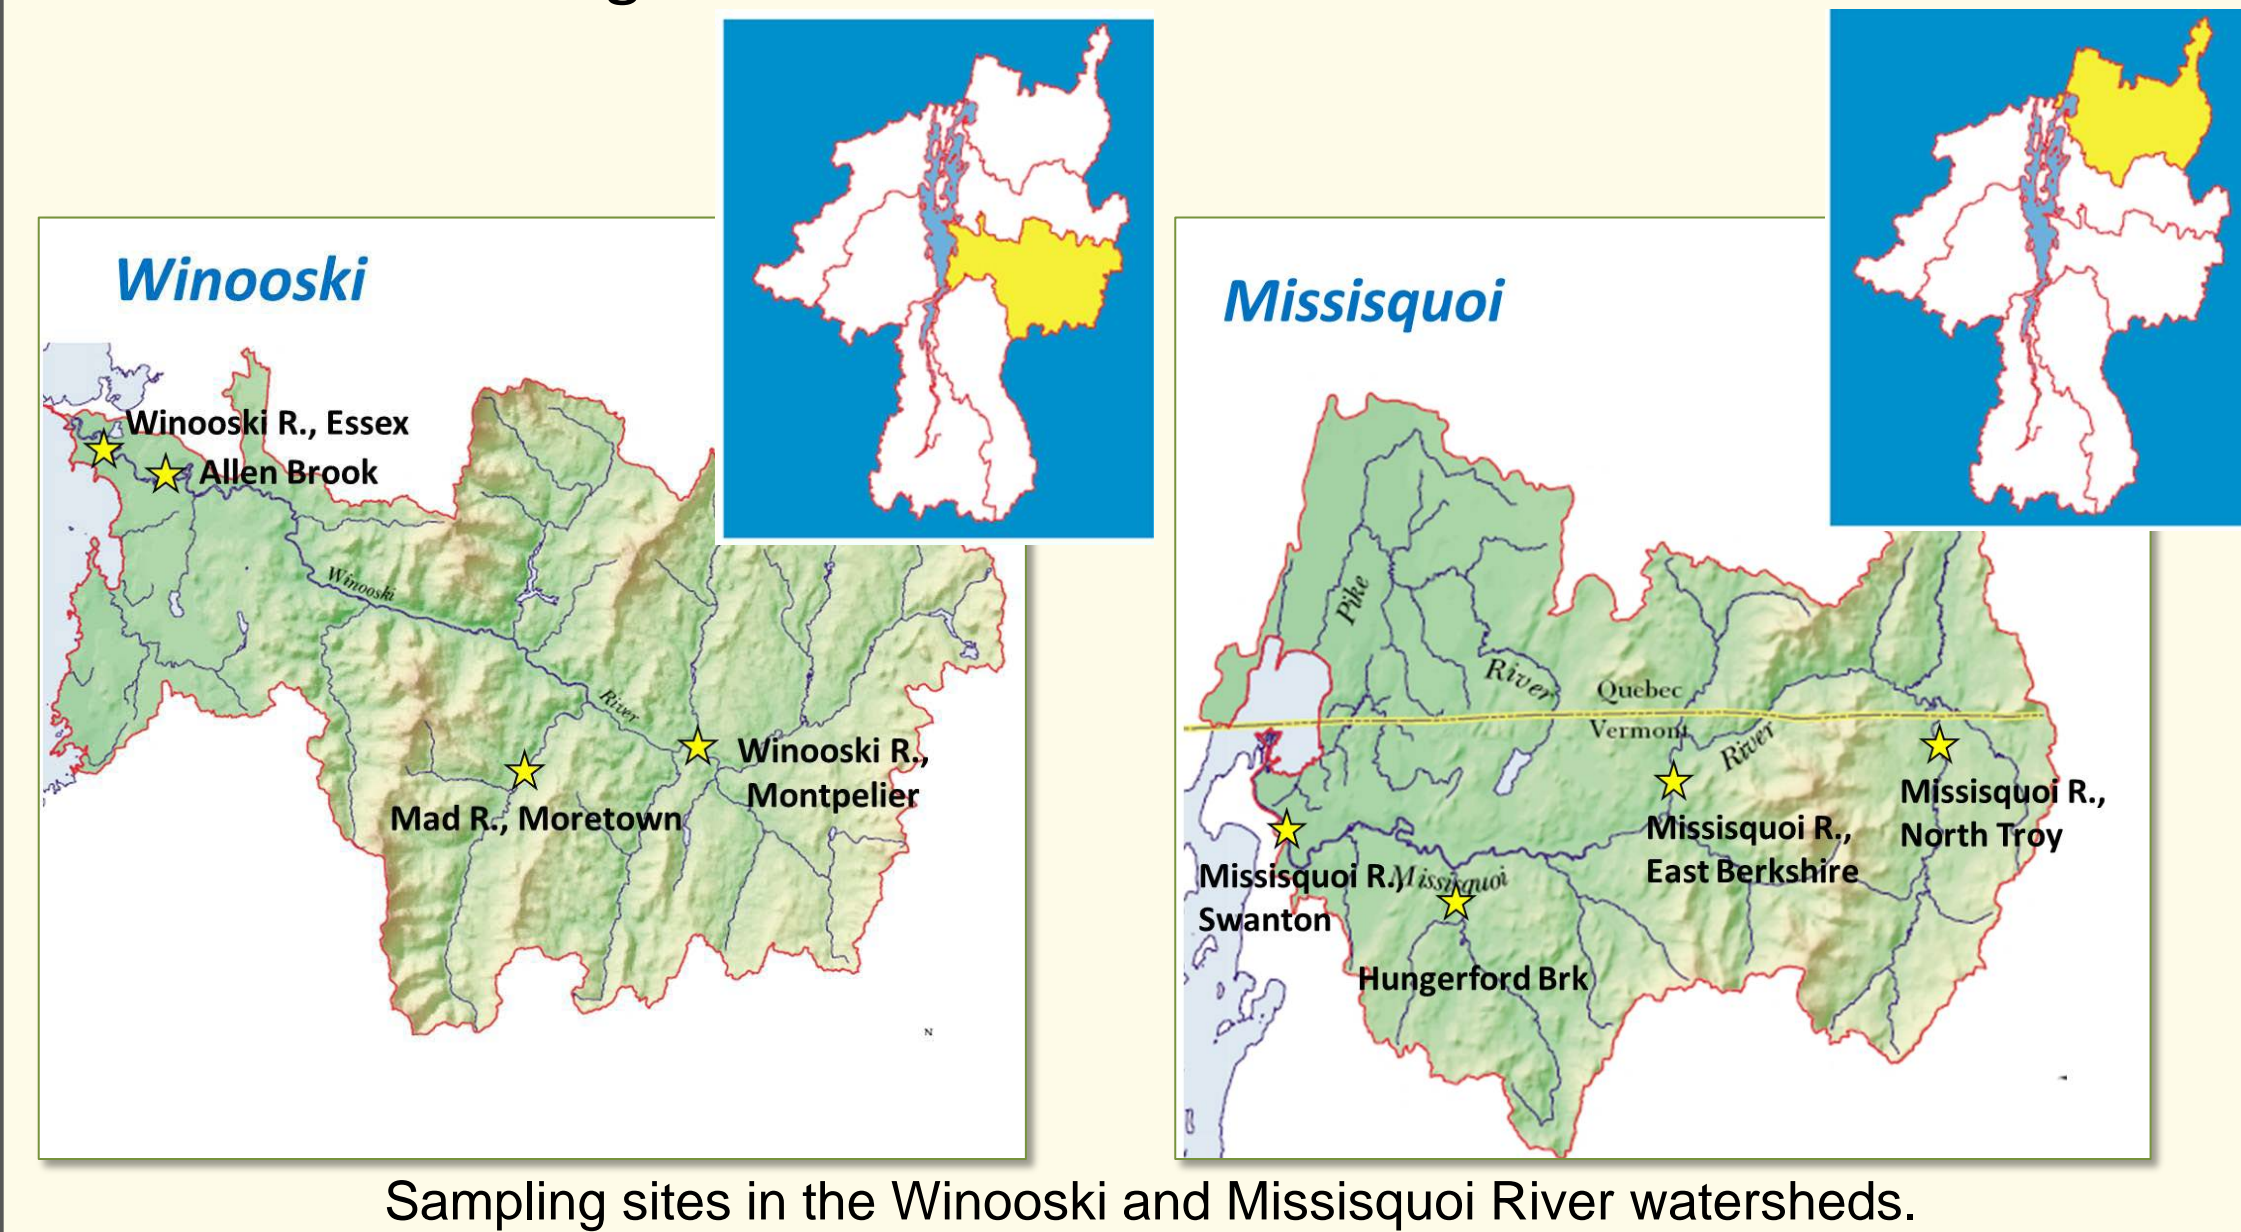 Winooski
Winooski R., Essex
Allen Brook
Winooski
River
Winooski R.,
Montpelier
Mad R., Moretown
N
Missisquoi
Pike
River
Quebec
Vermont
River
Missisquoi R.,
North Troy
Missisquoi R.,
East Berkshire
Missisquoi R.,
Swanton
Missisquoi
Hungerford Brk
Sampling sites in the Winooski and Missisquoi River watersheds.